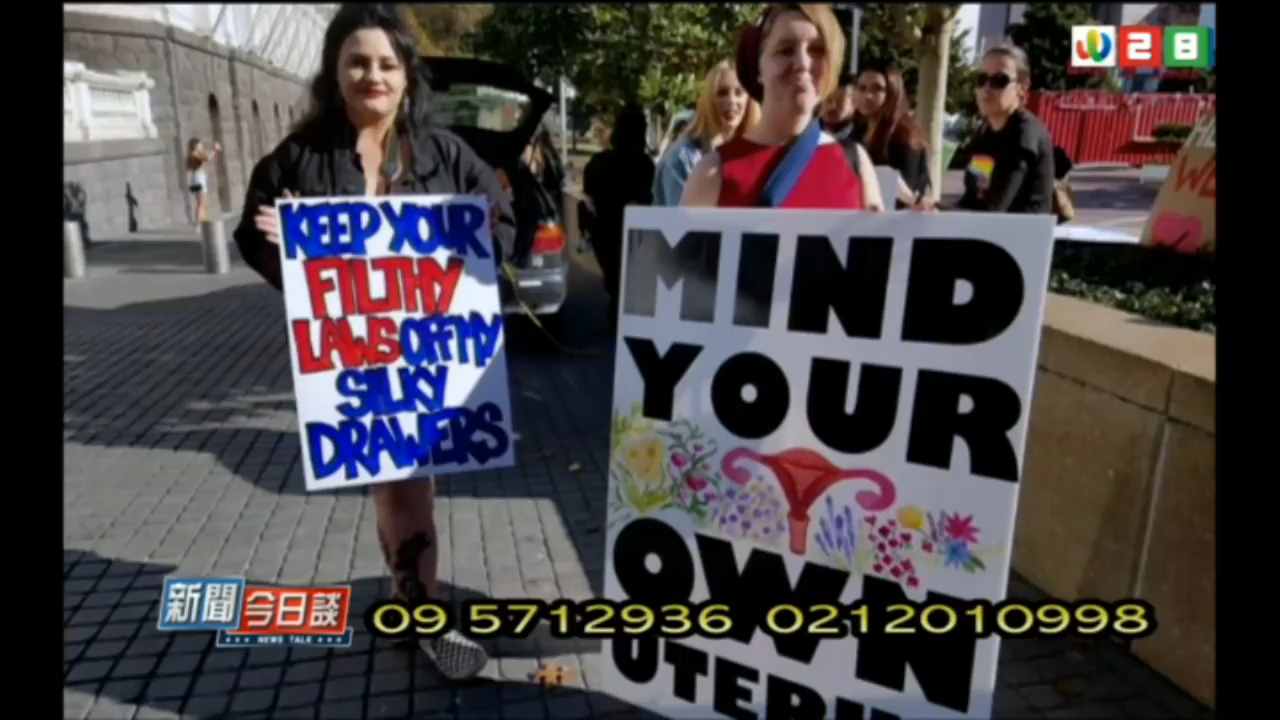 28
KEEP YOUR
FILTHY
LAWS OFF MY
SILKY
DRAWERS
MIND
YOUR
OWN
新聞今日談
NEWS TALK
09 5712936 0212010998